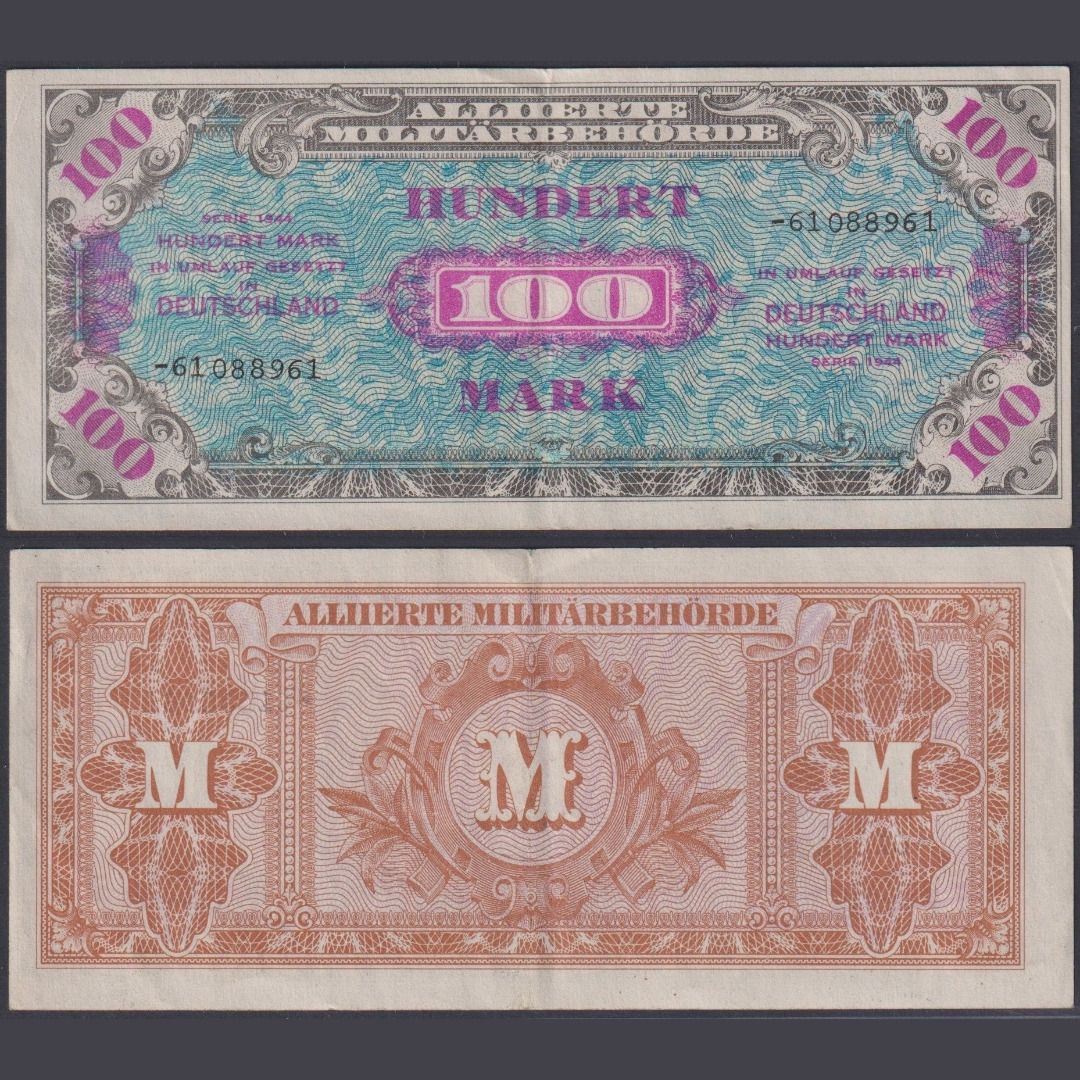 100
100
ALLIIERTE
MILITÄRBEHÖRDE
HUNDERT
-61088961
SERIE 1944
HUNDERT MARK
IN UMLAUF GESETZT
IN
DEUTSCHLAND
100
IN UMLAUF GESETZT
IN
DEUTSCHLAND
HUNDERT MARK
SERIE 1944
-61088961
MARK
100
100
ALLIIERTE MILITÄRBEHÖRDE
M
M
M